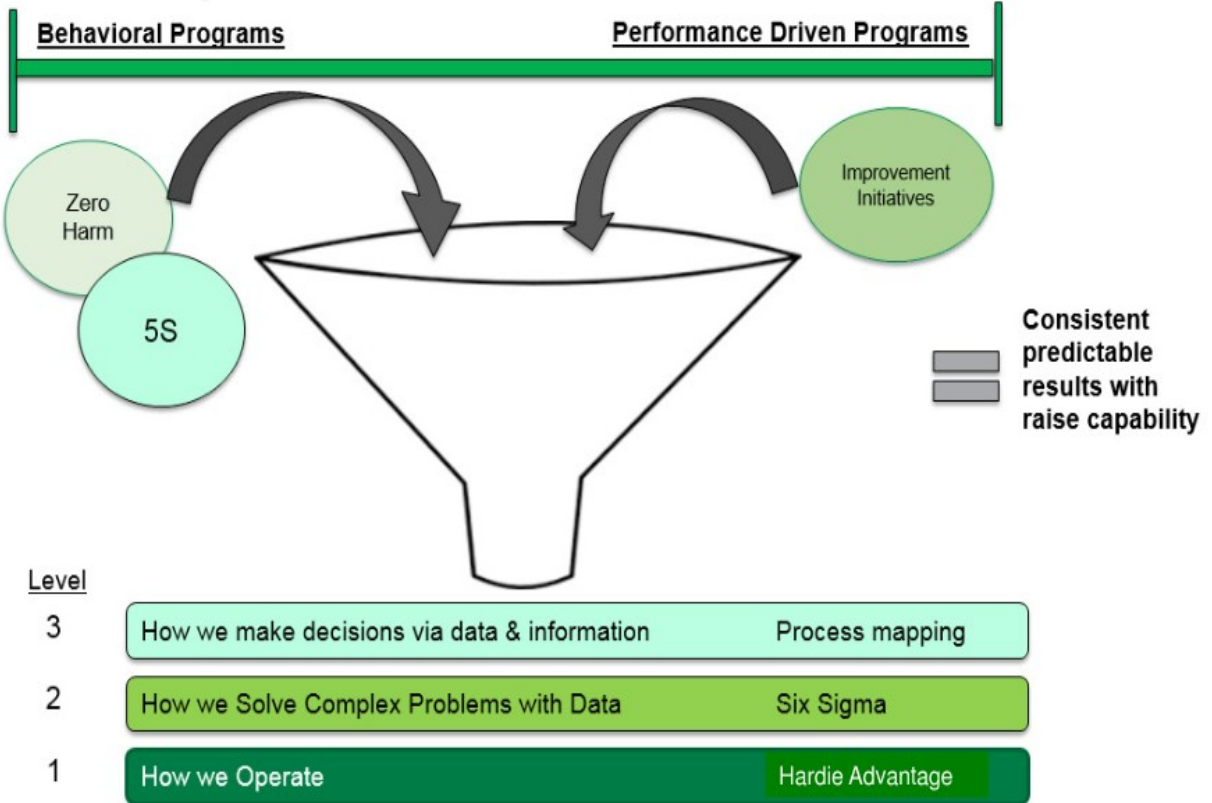 Behavioral Programs
Performance Driven Programs
Zero
Harm
5S
Improvement
Initiatives
Consistent
predictable
results with
raise capability
Level
3 How we make decisions via data & information Process mapping
2 How we Solve Complex Problems with Data Six Sigma
1 How we Operate Hardie Advantage